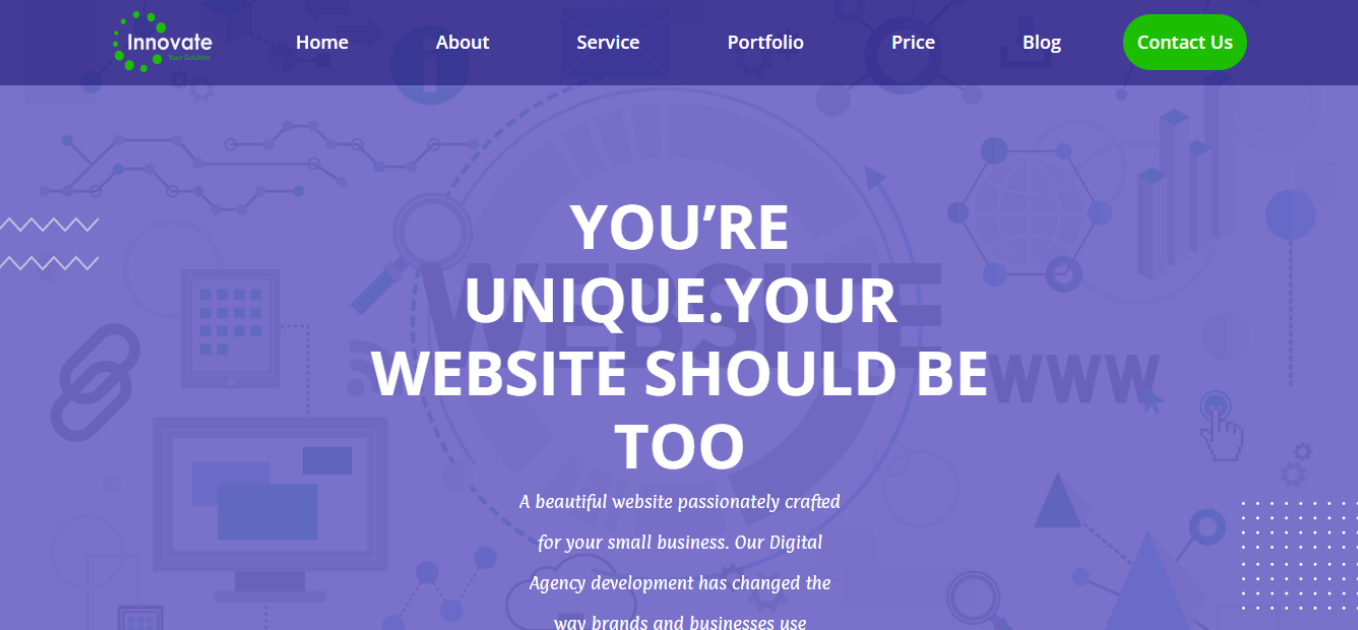 Innovate
Your Solution
Home
About
Service
Portfolio
Price
Blog
Contact Us
YOU’RE
UNIQUE.YOUR
WEBSITE SHOULD BE
TOO
WEBSITE
WWW
A beautiful website passionately crafted
for your small business. Our Digital
Agency development has changed the
way brands and businesses use